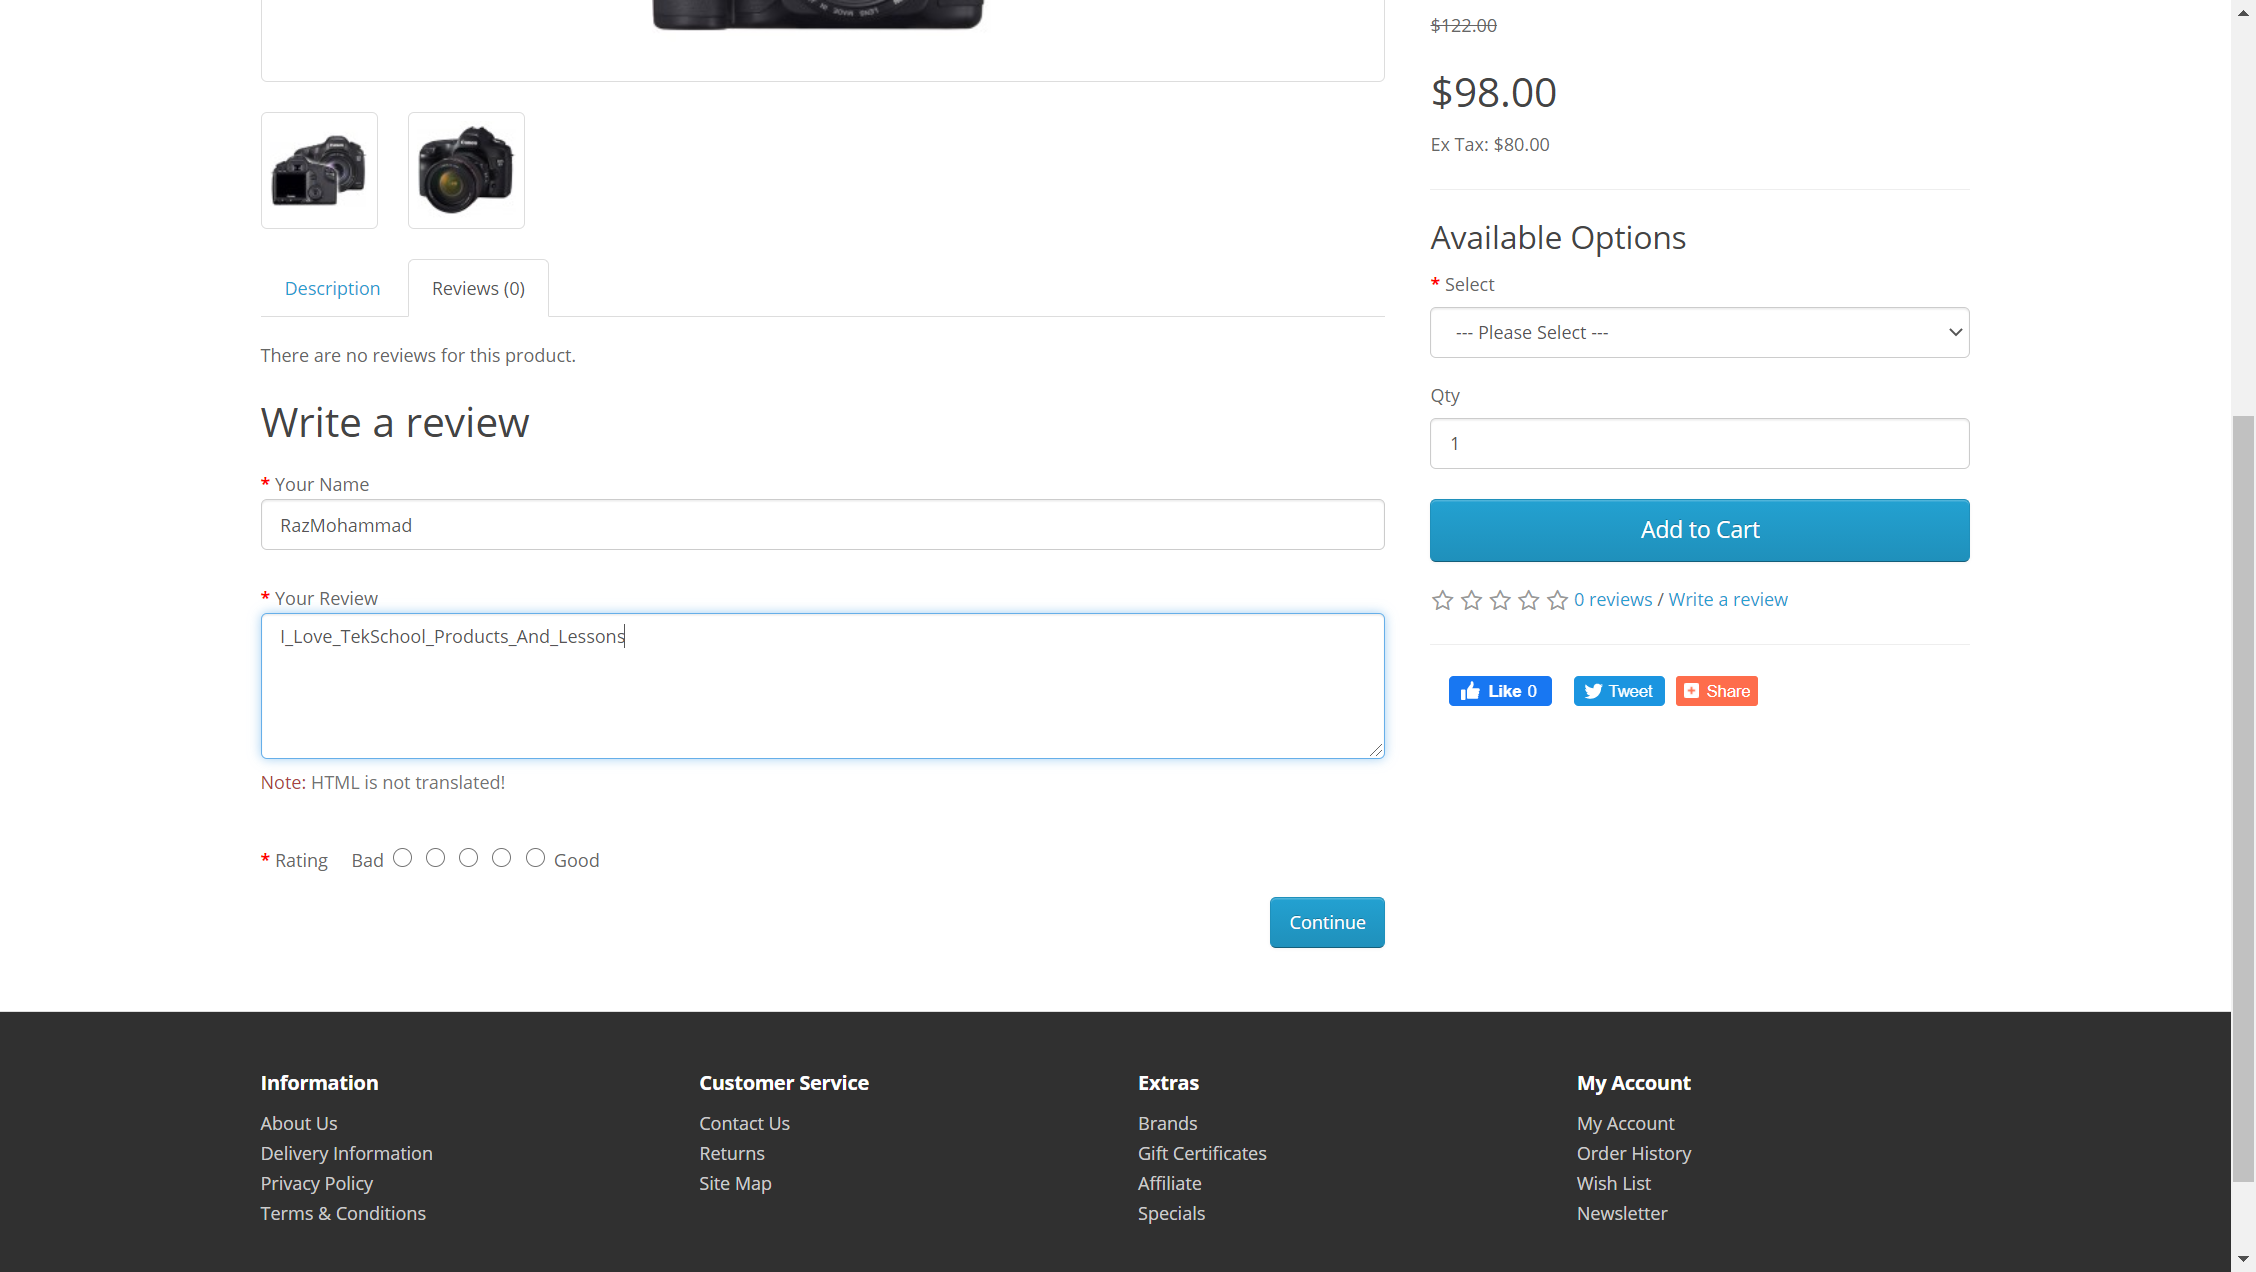 $122.00
$98.00
Ex Tax: $80.00
Available Options
* Select
--- Please Select ---
Qty
1
Add to Cart
0 reviews / Write a review
Like 0
Tweet
Share
Description
Reviews (0)
There are no reviews for this product.
Write a review
* Your Name
RazMohammad
* Your Review
I_Love_TekSchool_Products_And_Lessons
Note: HTML is not translated!
* Rating Bad Good
Continue
Information
About Us
Delivery Information
Privacy Policy
Terms & Conditions
Customer Service
Contact Us
Returns
Site Map
Extras
Brands
Gift Certificates
Affiliate
Specials
My Account
My Account
Order History
Wish List
Newsletter